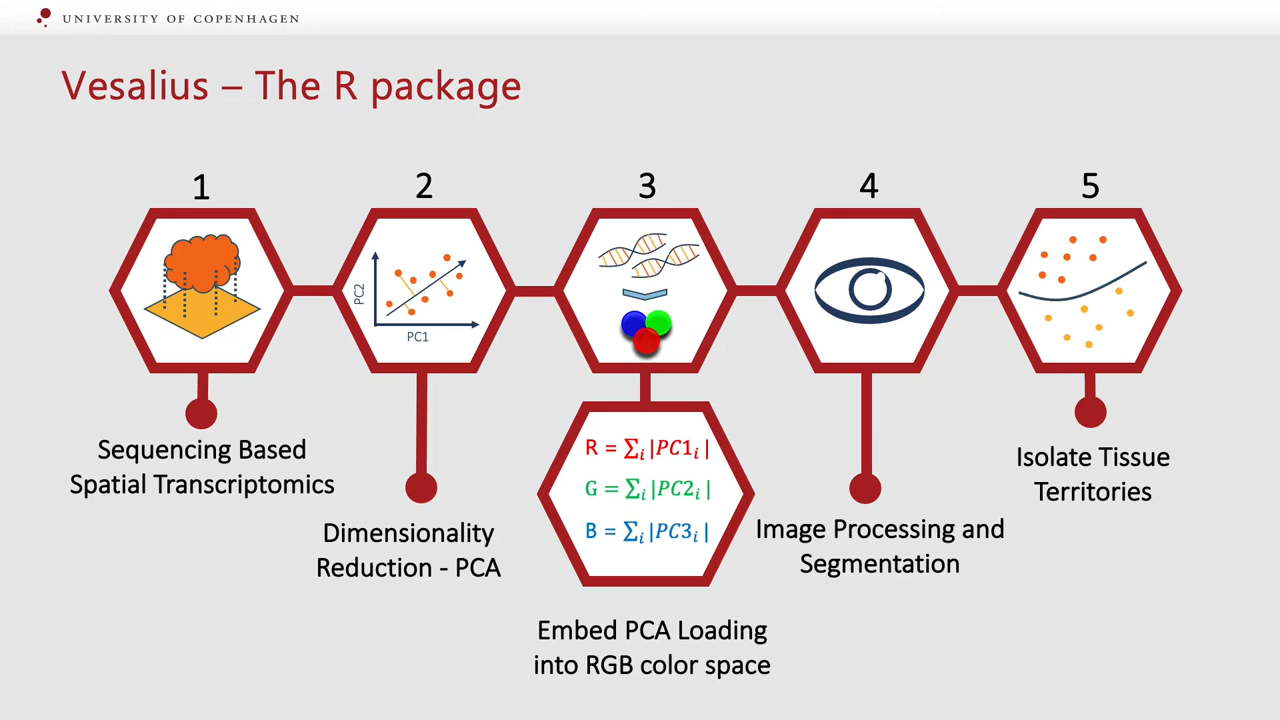 UNIVERSITY OF COPENHAGEN
Vesalius – The R package
1
2
3
4
5
PC2
PC1
R = ∑ᵢ |PC1ᵢ|
G = ∑ᵢ |PC2ᵢ|
B = ∑ᵢ |PC3ᵢ|
Sequencing Based
Spatial Transcriptomics
Dimensionality
Reduction - PCA
Embed PCA Loading
into RGB color space
Image Processing and
Segmentation
Isolate Tissue
Territories